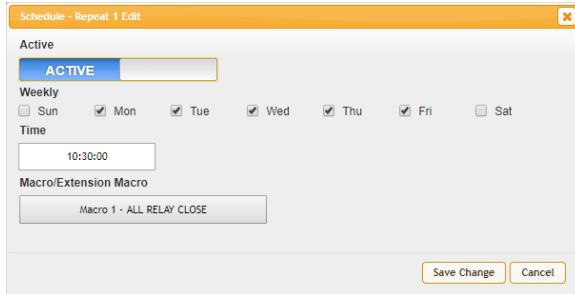 Schedule - Repeat 1 Edit
Active
ACTIVE
Weekly
Sun Mon Tue Wed Thu Fri Sat
Time
10:30:00
Macro/Extension Macro
Macro 1 - ALL RELAY CLOSE
Save Change Cancel